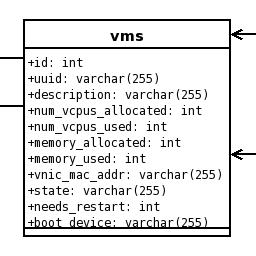 vms
+id: int
+uuid: varchar(255)
+description: varchar(255)
+num_vcpus_allocated: int
+num_vcpus_used: int
+memory_allocated: int
+memory_used: int
+vnic_mac_addr: varchar(255)
+state: varchar(255)
+needs_restart: int
+boot_device: varchar(255)